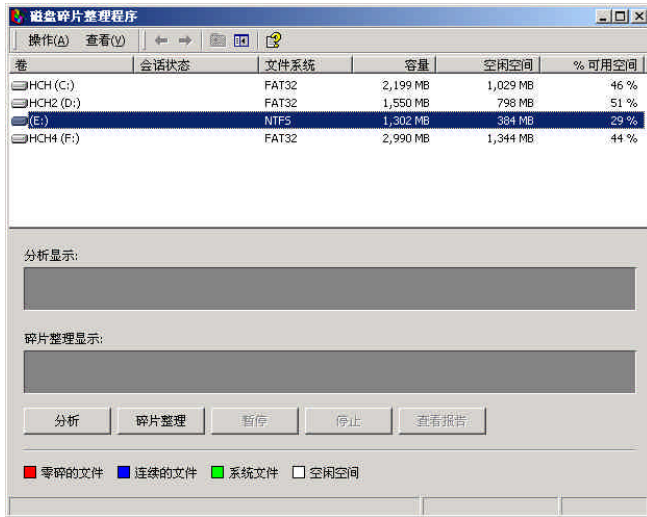 磁盘碎片整理程序
操作(A) 查看(V)
卷 会话状态 文件系统 容量 空闲空间 % 可用空间
HCH (C:) FAT32 2,199 MB 1,029 MB 46 %
HCH2 (D:) FAT32 1,550 MB 798 MB 51 %
(E:) NTFS 1,302 MB 384 MB 29 %
HCH4 (F:) FAT32 2,990 MB 1,344 MB 44 %
分析显示:
碎片整理显示:
分析 碎片整理 暂停 停止 查看报告
零碎的文件 连续的文件 系统文件 空闲空间